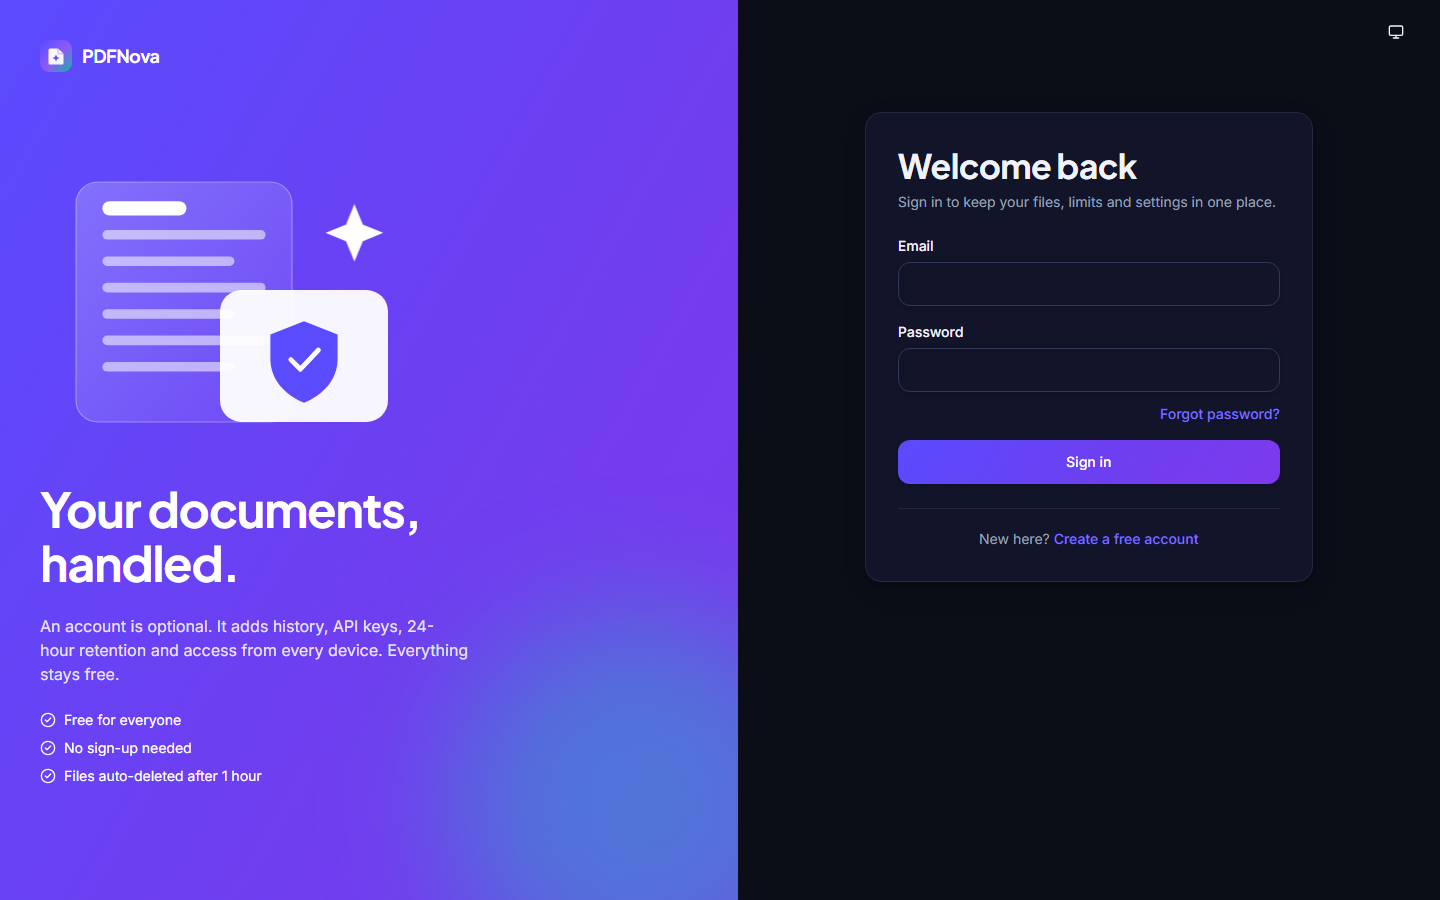 PDFNova
Your documents,
handled.
An account is optional. It adds history, API keys, 24-
hour retention and access from every device. Everything
stays free.
Free for everyone
No sign-up needed
Files auto-deleted after 1 hour
Welcome back
Sign in to keep your files, limits and settings in one place.
Email
Password
Forgot password?
Sign in
New here? Create a free account